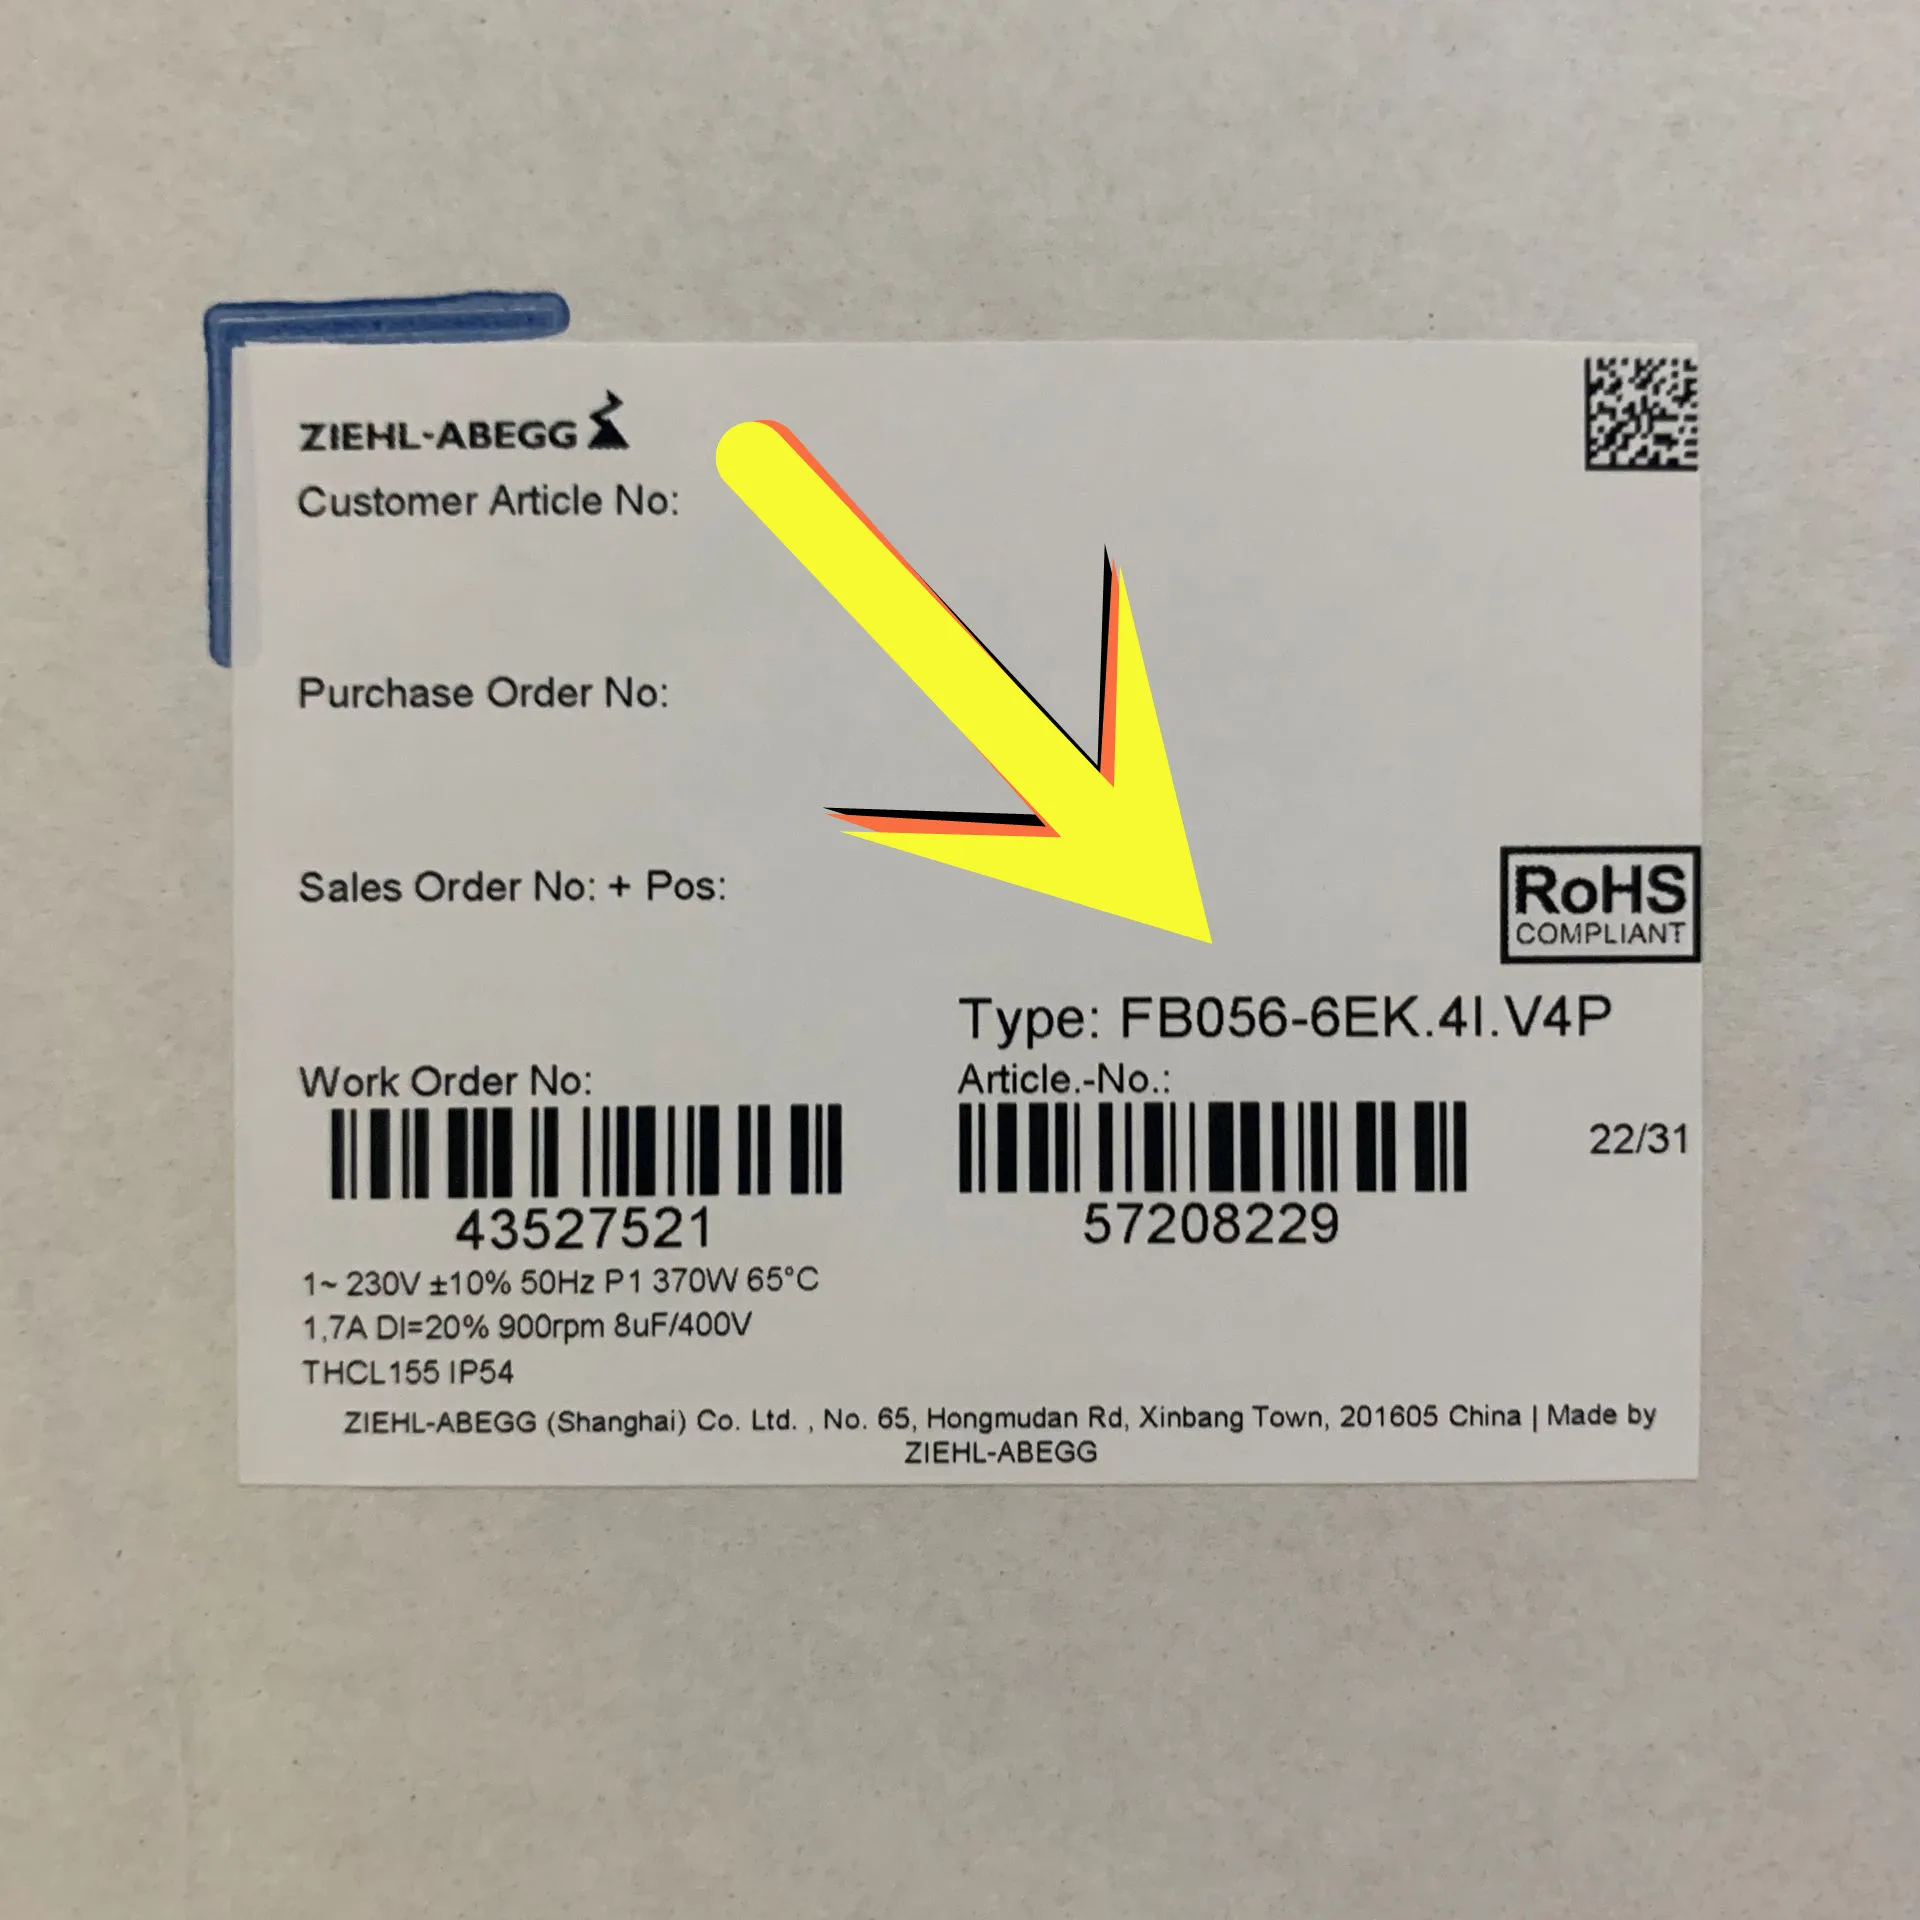 ZIEHL-ABEGG
Customer Article No:
Purchase Order No:
Sales Order No: + Pos:
RoHS
COMPLIANT
Type: FB056-6EK.4I.V4P
Work Order No:
Article.-No.:
22/31
43527521
57208229
1~ 230V ±10% 50Hz P1 370W 65°C
1,7A DI=20% 900rpm 8uF/400V
THCL155 IP54
ZIEHL-ABEGG (Shanghai) Co. Ltd. , No. 65, Hongmudan Rd, Xinbang Town, 201605 China | Made by
ZIEHL-ABEGG